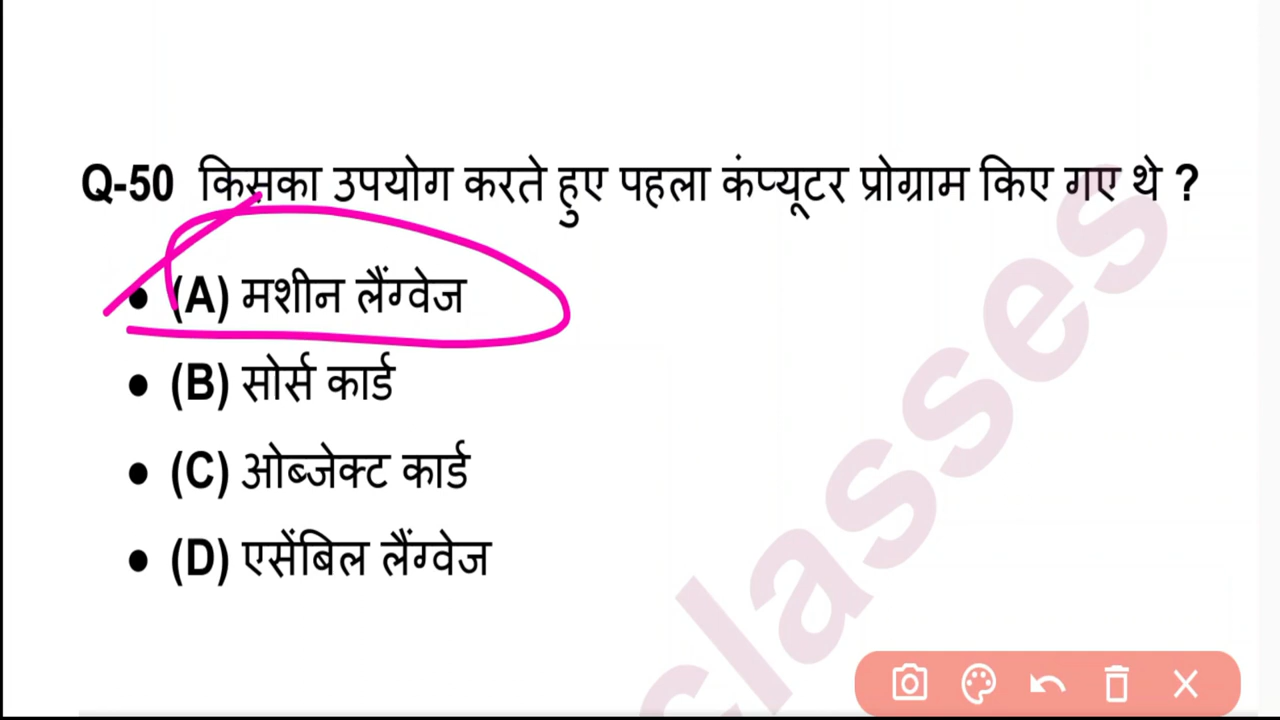 Q-50 किसका उपयोग करते हुए पहला कंप्यूटर प्रोग्राम किए गए थे ?
• (A) मशीन लैंग्वेज
• (B) सोर्स कार्ड
• (C) ओब्जेक्ट कार्ड
• (D) एसेंबिल लैंग्वेज
classes